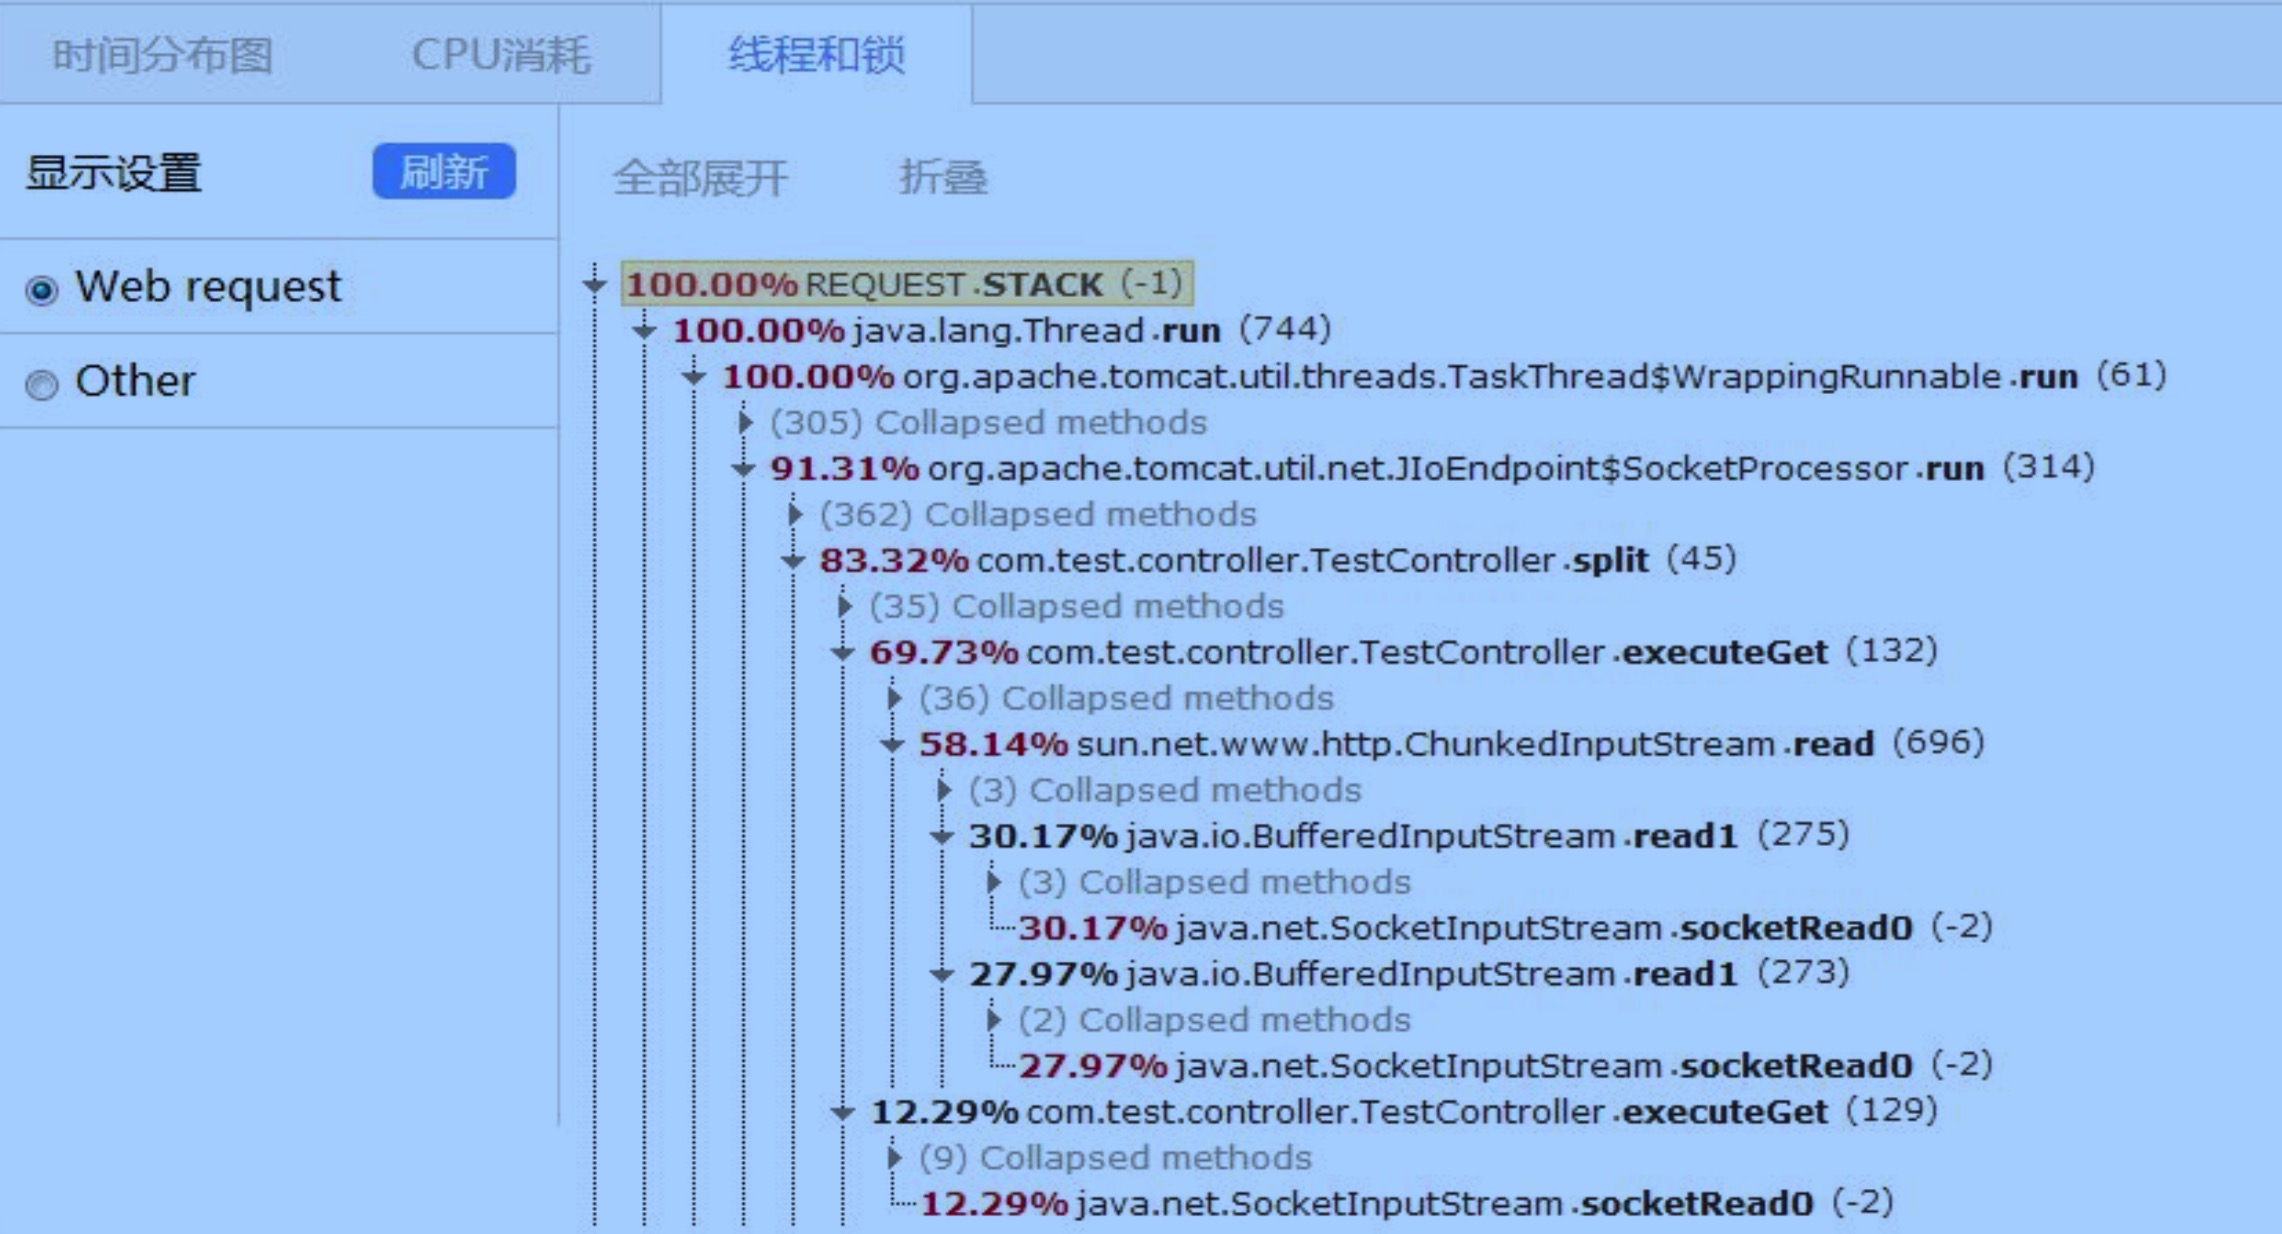 时间分布图 CPU消耗 线程和锁
显示设置 刷新 全部展开 折叠
Web request
Other
100.00% REQUEST.STACK (-1)
100.00% java.lang.Thread.run (744)
100.00% org.apache.tomcat.util.threads.TaskThread$WrappingRunnable.run (61)
(305) Collapsed methods
91.31% org.apache.tomcat.util.net.JIoEndpoint$SocketProcessor.run (314)
(362) Collapsed methods
83.32% com.test.controller.TestController.split (45)
(35) Collapsed methods
69.73% com.test.controller.TestController.executeGet (132)
(36) Collapsed methods
58.14% sun.net.www.http.ChunkedInputStream.read (696)
(3) Collapsed methods
30.17% java.io.BufferedInputStream.read1 (275)
(3) Collapsed methods
30.17% java.net.SocketInputStream.socketRead0 (-2)
27.97% java.io.BufferedInputStream.read1 (273)
(2) Collapsed methods
27.97% java.net.SocketInputStream.socketRead0 (-2)
12.29% com.test.controller.TestController.executeGet (129)
(9) Collapsed methods
12.29% java.net.SocketInputStream.socketRead0 (-2)